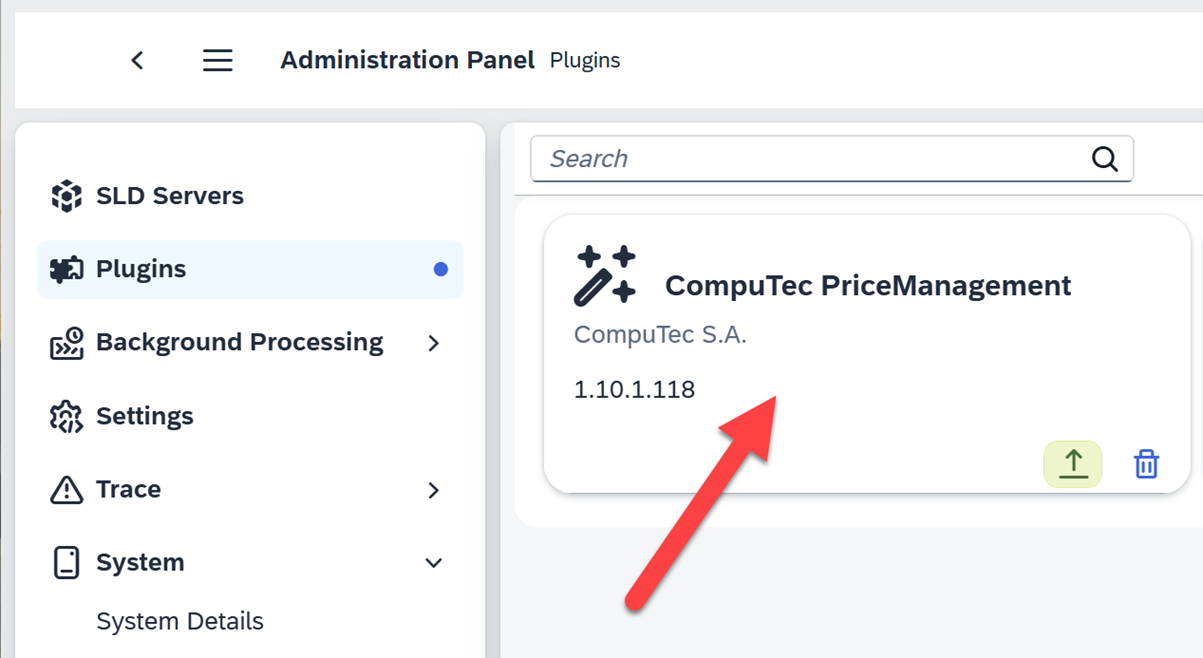 Administration Panel Plugins
SLD Servers
Plugins
Background Processing
Settings
Trace
System
System Details
Search
CompuTec PriceManagement
CompuTec S.A.
1.10.1.118